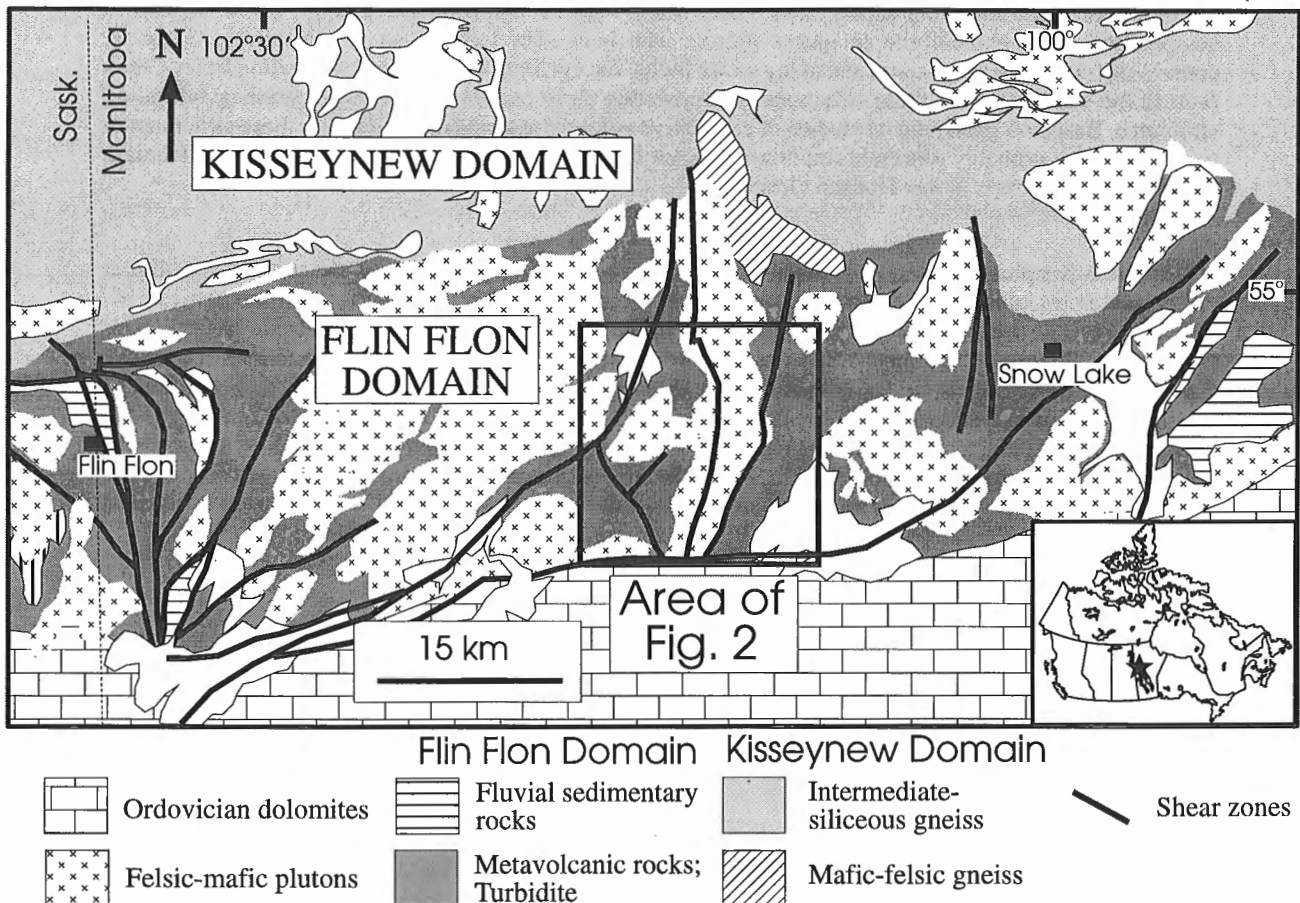 N
102°30'
100°
Sask.
Manitoba
KISSEYNEW DOMAIN
55°
FLIN FLON
DOMAIN
Snow Lake
Flin Flon
Area of
Fig. 2
15 km
Flin Flon Domain
Kisseynew Domain
Ordovician dolomites
Fluvial sedimentary
rocks
Intermediate-
siliceous gneiss
Shear zones
Felsic-mafic plutons
Metavolcanic rocks;
Turbidite
Mafic-felsic gneiss